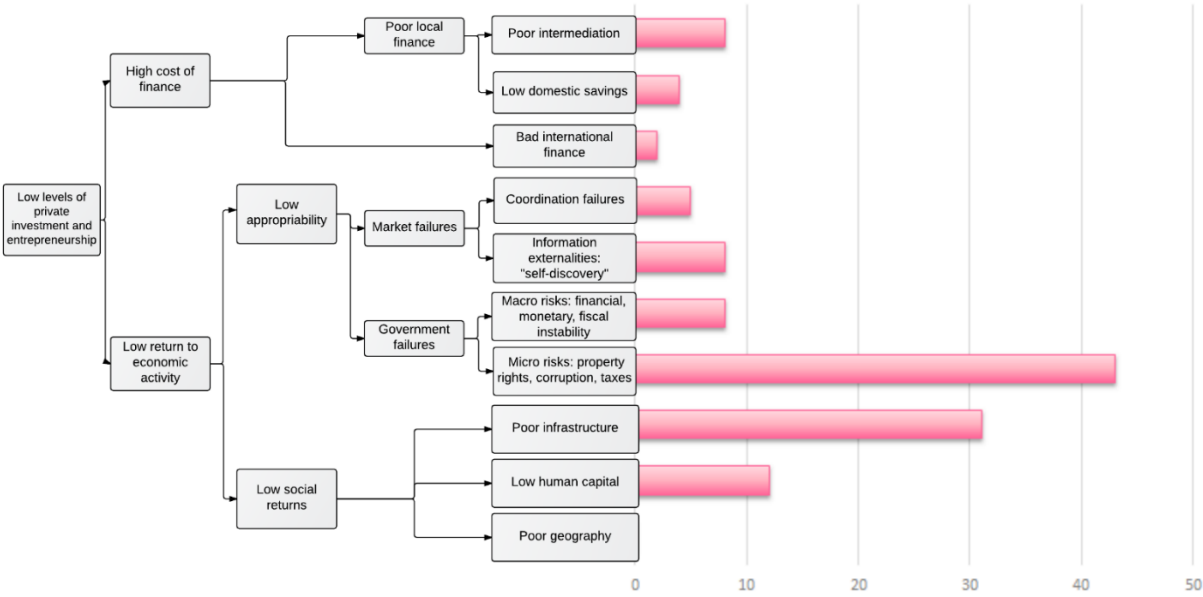 Low levels of
private
investment and
entrepreneurship
High cost of
finance
Low return to
economic
activity
Low
appropriability
Low social
returns
Poor local
finance
Market failures
Government
failures
Poor intermediation
Low domestic savings
Bad international
finance
Coordination failures
Information
externalities:
"self-discovery"
Macro risks: financial,
monetary, fiscal
instability
Micro risks: property
rights, corruption, taxes
Poor infrastructure
Low human capital
Poor geography
0 10 20 30 40 50